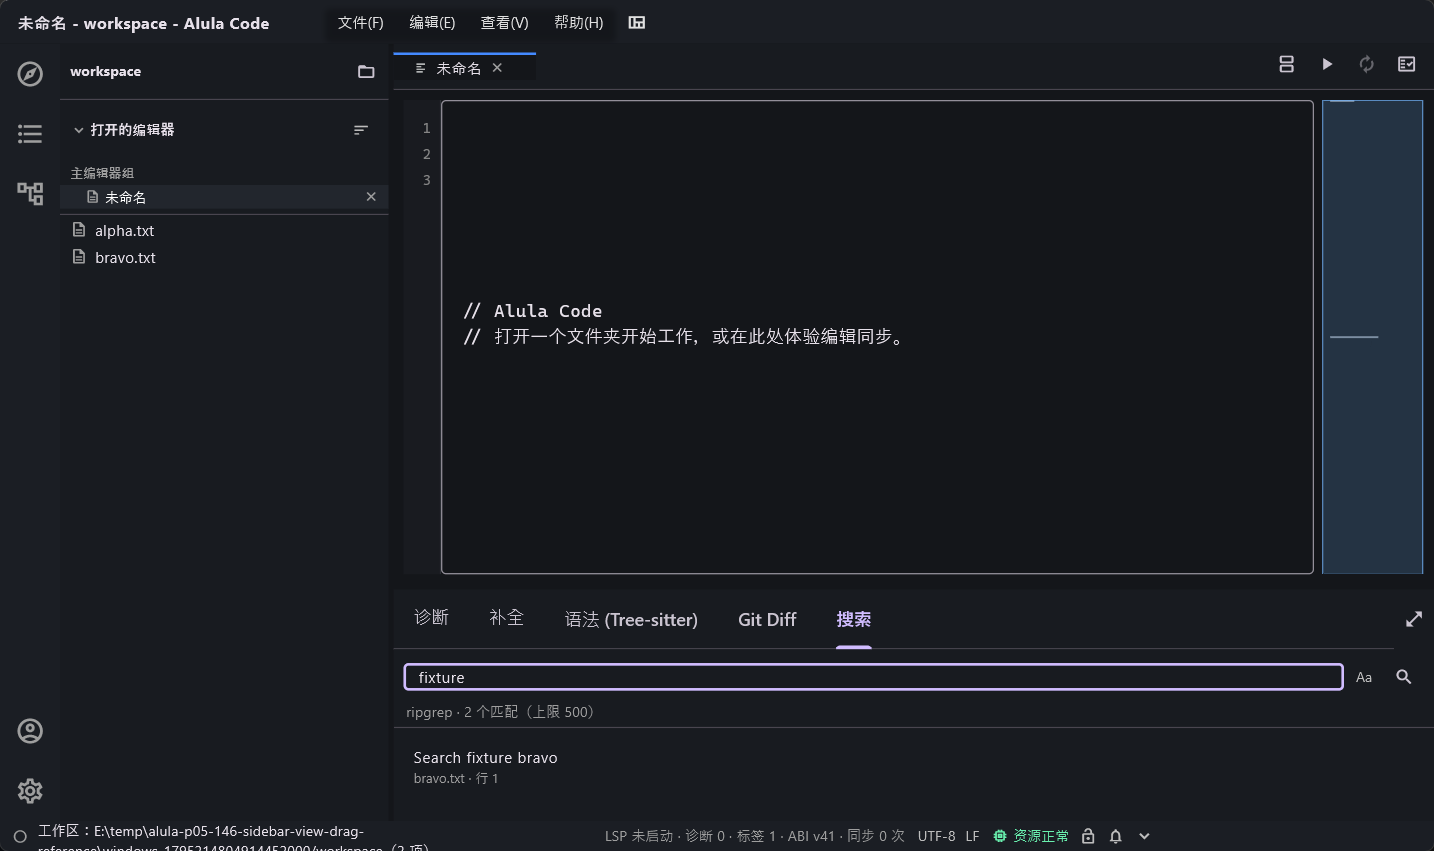 未命名 - workspace - Alula Code
文件(F) 编辑(E) 查看(V) 帮助(H)
workspace
打开的编辑器
主编辑器组
未命名
alpha.txt
bravo.txt
未命名
1
2
3
// Alula Code
// 打开一个文件夹开始工作, 或在此处体验编辑同步。
诊断 补全 语法 (Tree-sitter) Git Diff 搜索
fixture
Aa
ripgrep · 2 个匹配（上限 500）
Search fixture bravo
bravo.txt · 行 1
工作区：E:\temp\alula-p05-146-sidebar-view-drag-
LSP 未启动 · 诊断 0 · 标签 1 · ABI v41 · 同步 0 次 UTF-8 LF 资源正常